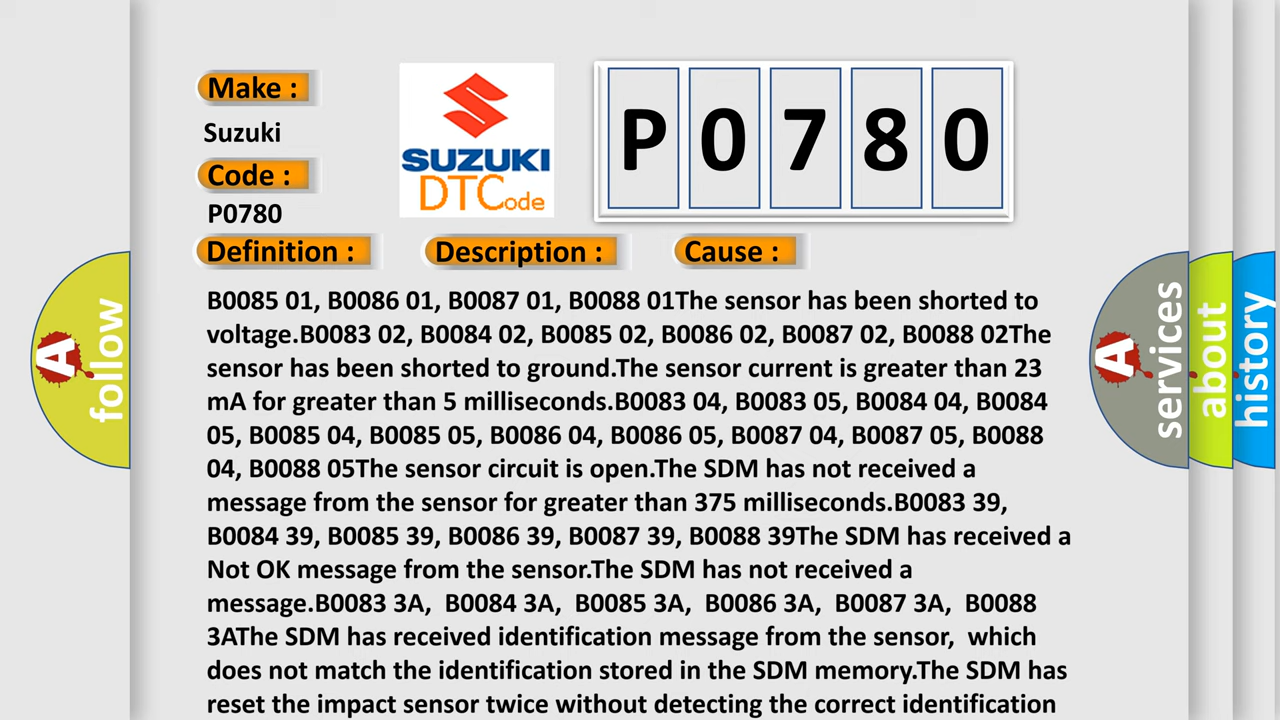 Make :
Suzuki
Code :
P0780
SUZUKI
DTCode
P0780
Definition :
Description :
Cause :
B0085 01, B0086 01, B0087 01, B0088 01The sensor has been shorted to
voltage.B0083 02, B0084 02, B0085 02, B0086 02, B0087 02, B0088 02The
sensor has been shorted to ground.The sensor current is greater than 23
mA for greater than 5 milliseconds.B0083 04, B0083 05, B0084 04, B0084
05, B0085 04, B0085 05, B0086 04, B0086 05, B0087 04, B0087 05, B0088
04, B0088 05The sensor circuit is open.The SDM has not received a
message from the sensor for greater than 375 milliseconds.B0083 39,
B0084 39, B0085 39, B0086 39, B0087 39, B0088 39The SDM has received a
Not OK message from the sensor.The SDM has not received a
message.B0083 3A, B0084 3A, B0085 3A, B0086 3A, B0087 3A, B0088
3AThe SDM has received identification message from the sensor, which
does not match the identification stored in the SDM memory.The SDM has
reset the impact sensor twice without detecting the correct identification
A
follow
A
services
about
history